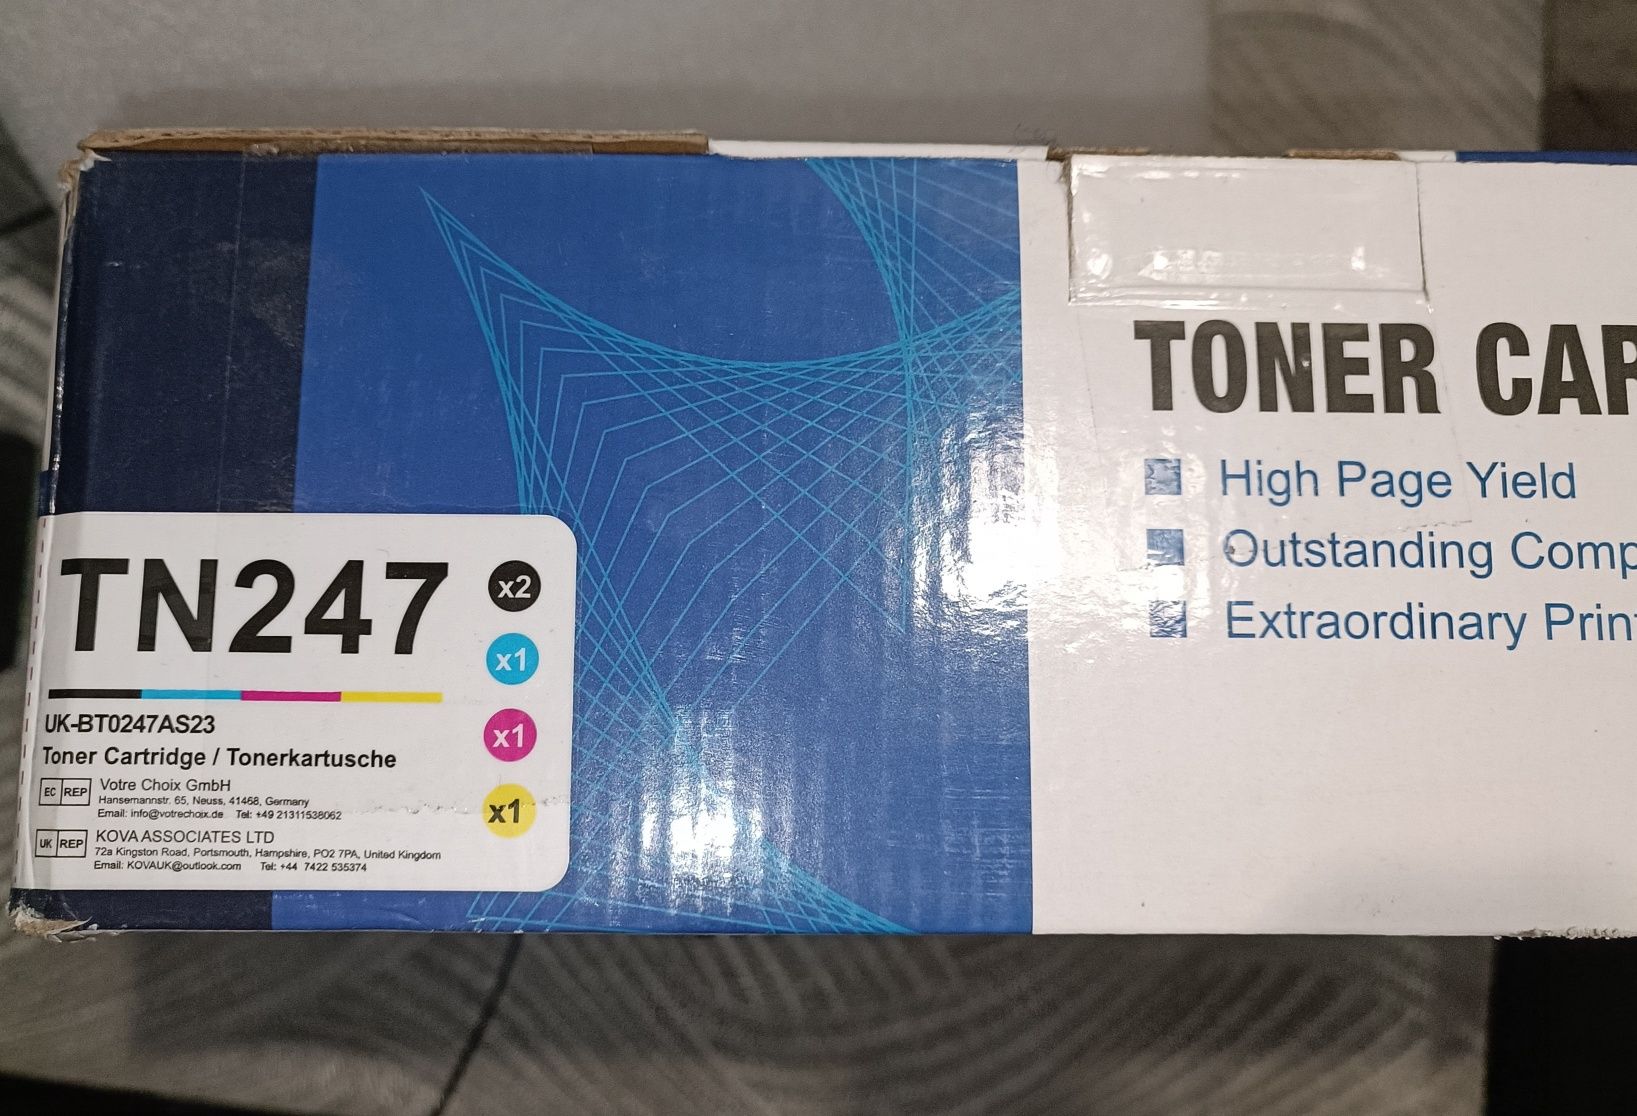 TN247
x2
x1
x1
x1
UK-BT0247AS23
Toner Cartridge / Tonerkartusche
EC REP
Votre Choix GmbH
Hansemannstr. 65, Neuss, 41468, Germany
Email: info@votrechoix.de Tel: +49 21311538062
UK REP
KOVA ASSOCIATES LTD
72a Kingston Road, Portsmouth, Hampshire, PO2 7PA, United Kingdom
Email: KOVAUK@outlook.com Tel: +44 7422 535374
TONER CAR
High Page Yield
Outstanding Comp
Extraordinary Prin